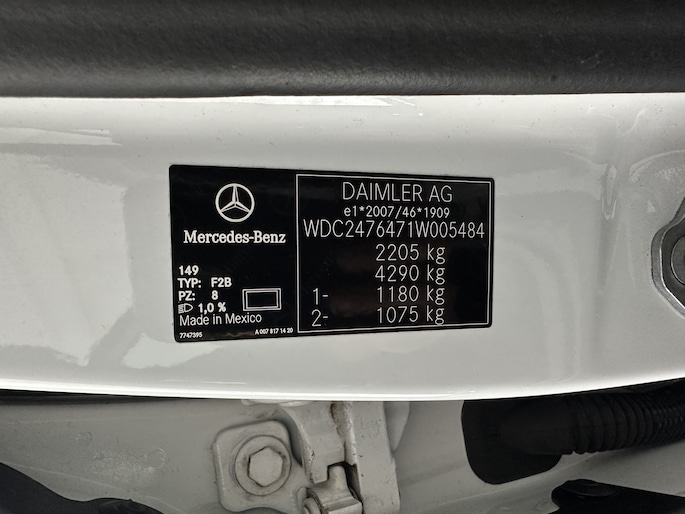 Mercedes-Benz
149
TYP: F2B
PZ: 8
1,0 %
Made in Mexico
7747395
A 007 817 14 20
DAIMLER AG
e1*2007/46*1909
WDC2476471W005484
2205 kg
4290 kg
1- 1180 kg
2- 1075 kg